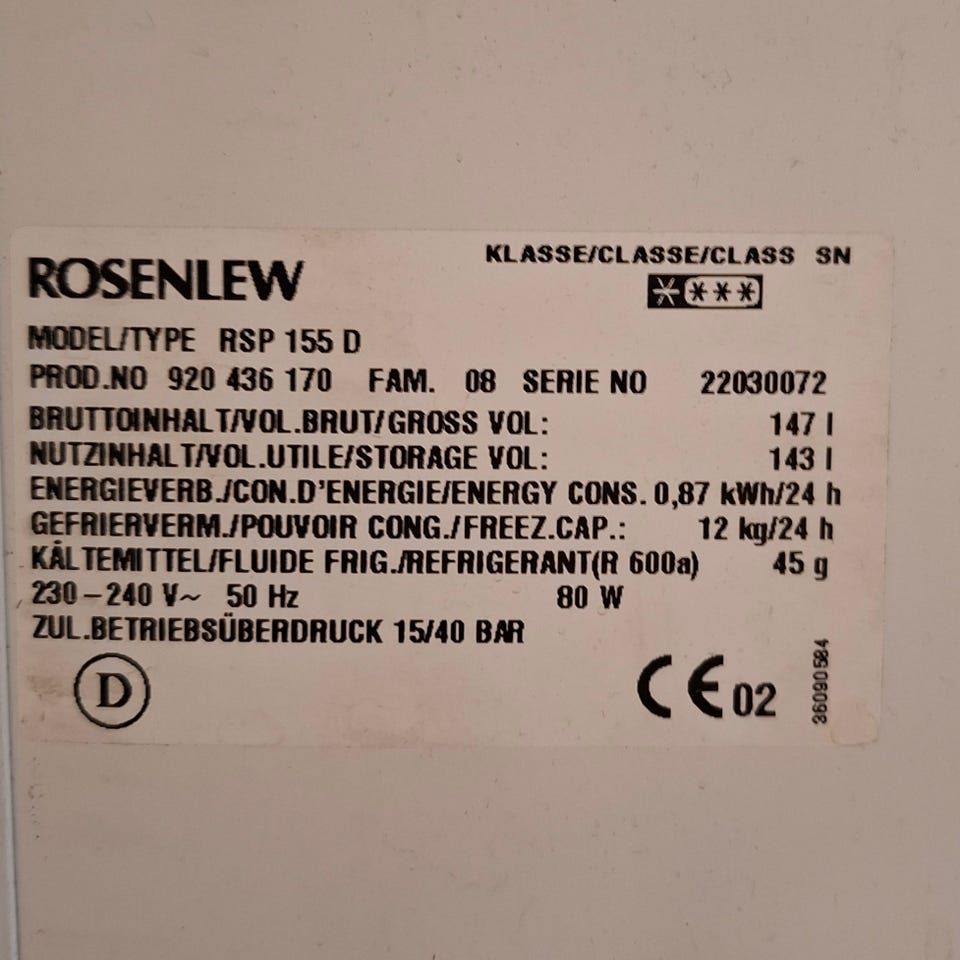 KLASSE/CLASSE/CLASS SN
ROSENLEW
****
MODEL/TYPE RSP 155 D
PROD.NO 920 436 170 FAM. 08 SERIE NO 22030072
BRUTTOINHALT/VOL.BRUT/GROSS VOL: 147 l
NUTZINHALT/VOL.UTILE/STORAGE VOL: 143 l
ENERGIEVERB./CON.D'ENERGIE/ENERGY CONS. 0,87 kWh/24 h
GEFRIERVERM./POUVOIR CONG./FREEZ.CAP.: 12 kg/24 h
KÄLTEMITTEL/FLUIDE FRIG./REFRIGERANT(R 600a) 45 g
230-240 V~ 50 Hz 80 W
ZUL.BETRIEBSÜBERDRUCK 15/40 BAR
D CE 02 36090584